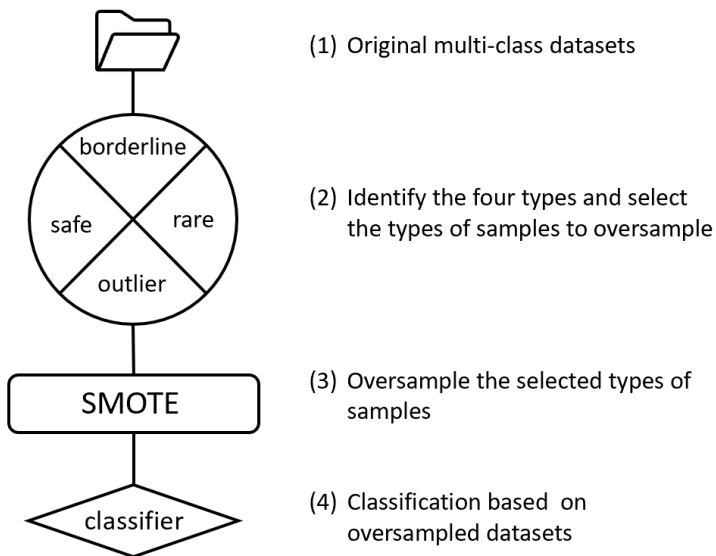 (1) Original multi-class datasets
borderline
safe
rare
outlier
(2) Identify the four types and select
the types of samples to oversample
SMOTE
(3) Oversample the selected types of
samples
classifier
(4) Classification based on
oversampled datasets